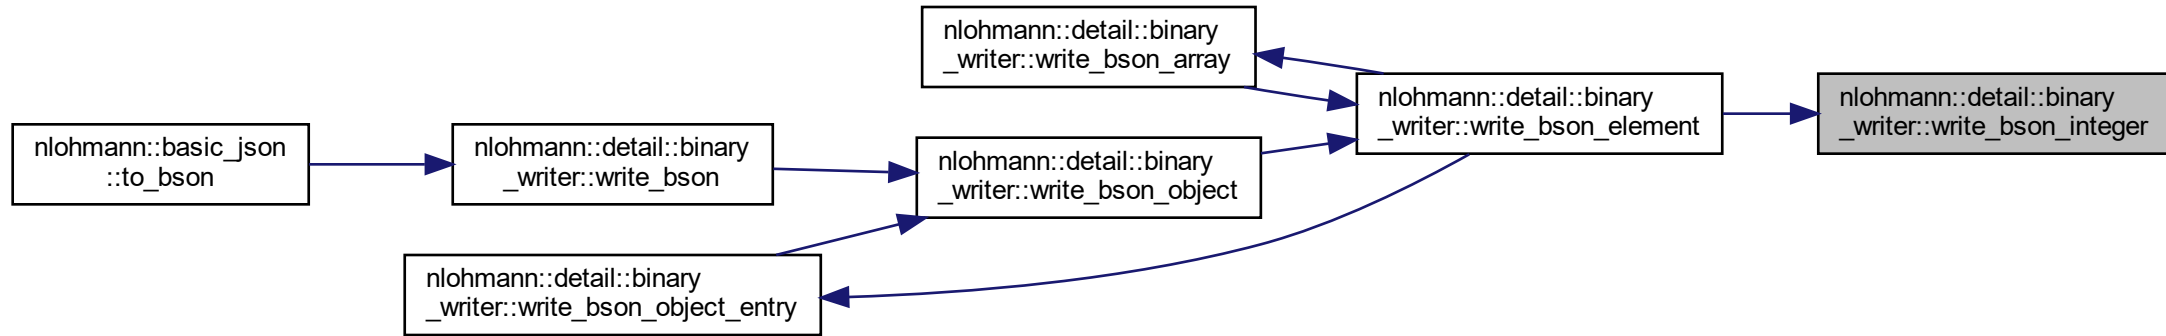 nlohmann::detail::binary
_writer::write_bson_array
nlohmann::detail::binary
_writer::write_bson_element
nlohmann::detail::binary
_writer::write_bson_integer
nlohmann::basic_json
::to_bson
nlohmann::detail::binary
_writer::write_bson
nlohmann::detail::binary
_writer::write_bson_object
nlohmann::detail::binary
_writer::write_bson_object_entry